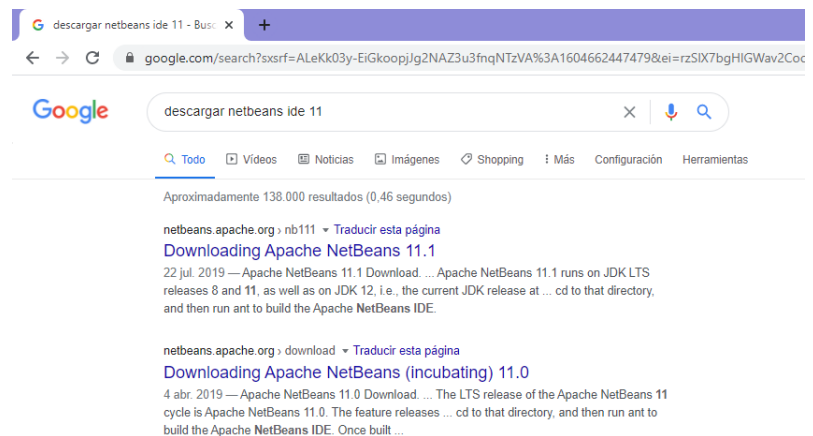 descargar netbeans ide 11 - Busc
google.com/search?sxsrf=ALeKk03y-EiGkoopjJg2NAZ3u3fnqNTzVA%3A1604662447479&ei=rzSlX7bgHIGWav2Coc
Google descargar netbeans ide 11
Todo Vídeos Noticias Imágenes Shopping Más Configuración Herramientas
Aproximadamente 138.000 resultados (0,46 segundos)
netbeans.apache.org › nb111 Traducir esta página
Downloading Apache NetBeans 11.1
22 jul. 2019 — Apache NetBeans 11.1 Download. ... Apache NetBeans 11.1 runs on JDK LTS
releases 8 and 11, as well as on JDK 12, i.e., the current JDK release at ... cd to that directory,
and then run ant to build the Apache NetBeans IDE.
netbeans.apache.org › download Traducir esta página
Downloading Apache NetBeans (incubating) 11.0
4 abr. 2019 — Apache NetBeans 11.0 Download. ... The LTS release of the Apache NetBeans 11
cycle is Apache NetBeans 11.0. The feature releases ... cd to that directory, and then run ant to
build the Apache NetBeans IDE. Once built ...